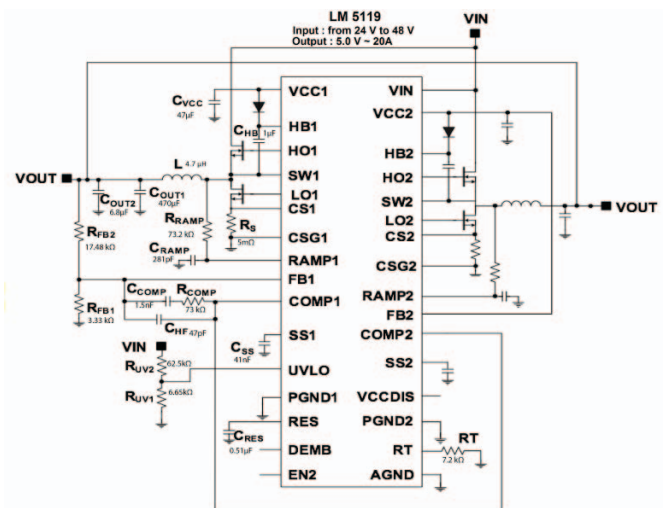 LM 5119
Input : from 24 V to 48 V
Output : 5.0 V ~ 20A
VIN
VCC1
VIN
CVCC
47μF
VCC2
CHB
1μF
HB1
HB2
HO1
HO2
L 4.7 μH
SW1
SW2
VOUT
LO1
LO2
VOUT
COUT2
6.8μF
COUT1
470μF
CS1
CS2
RRAMP
73.2 kΩ
RS
5mΩ
RFB2
17.48 kΩ
CSG1
CSG2
CRAMP
281pF
RAMP1
RAMP2
FB1
FB2
CCOMP
1.5nF
RCOMP
73 kΩ
COMP1
COMP2
RFB1
3.33 kΩ
CHF 47pF
CSS
41nF
SS1
SS2
VIN
RUV2
62.5kΩ
UVLO
VCCDIS
RUV1
6.65kΩ
PGND1
PGND2
RES
CRES
0.51μF
RT
RT
7.2 kΩ
DEMB
AGND
EN2